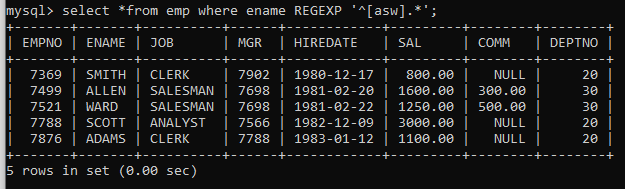 mysql> select *from emp where ename REGEXP '^[asw].*';
+-------+-------+----------+------+------------+---------+--------+--------+
| EMPNO | ENAME | JOB      | MGR  | HIREDATE   | SAL     | COMM   | DEPTNO |
+-------+-------+----------+------+------------+---------+--------+--------+
|  7369 | SMITH | CLERK    | 7902 | 1980-12-17 |  800.00 |   NULL |     20 |
|  7499 | ALLEN | SALESMAN | 7698 | 1981-02-20 | 1600.00 | 300.00 |     30 |
|  7521 | WARD  | SALESMAN | 7698 | 1981-02-22 | 1250.00 | 500.00 |     30 |
|  7788 | SCOTT | ANALYST  | 7566 | 1982-12-09 | 3000.00 |   NULL |     20 |
|  7876 | ADAMS | CLERK    | 7788 | 1983-01-12 | 1100.00 |   NULL |     20 |
+-------+-------+----------+------+------------+---------+--------+--------+
5 rows in set (0.00 sec)